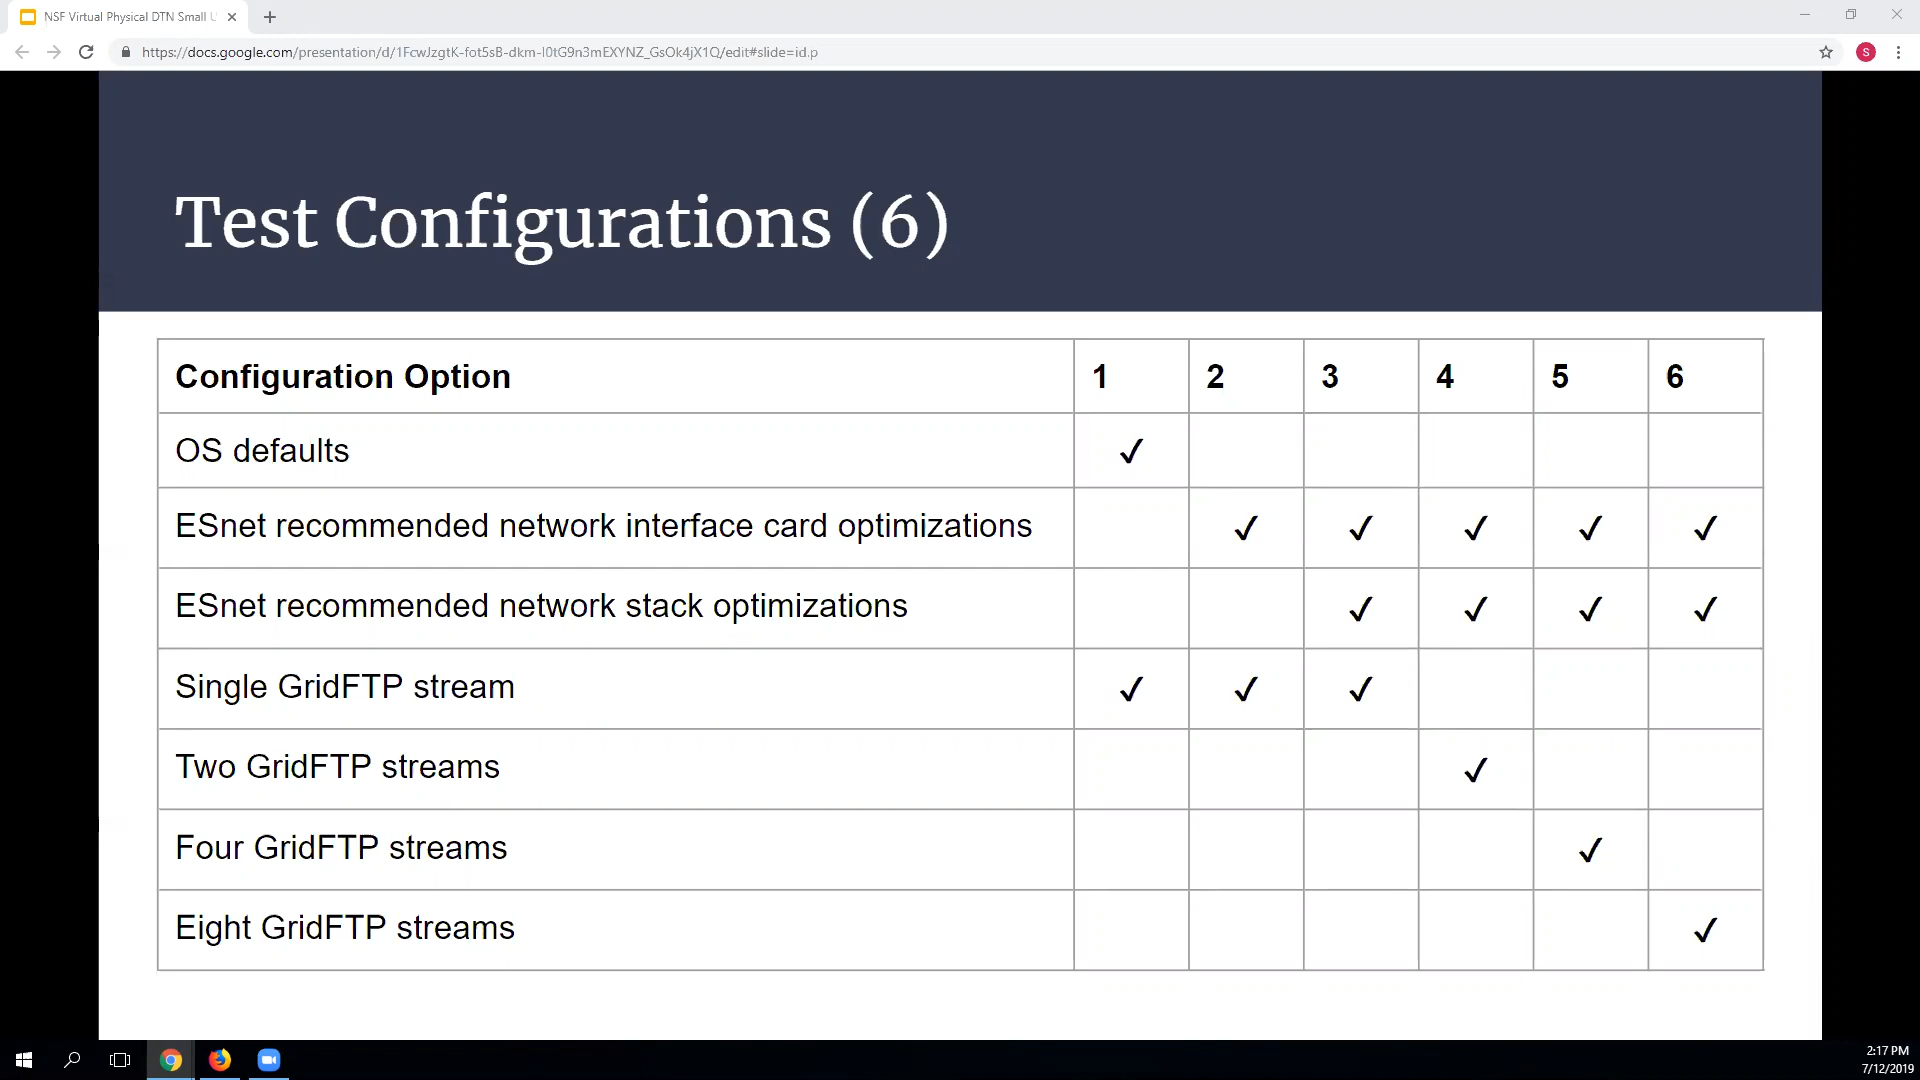 NSF Virtual Physical DTN Small
https://docs.google.com/presentation/d/1FcwJzgtK-fot5sB-dkm-I0tG9n3mEXYNZ_GsOk4jX1Q/edit#slide=id.p
S
Test Configurations (6)
Configuration Option 1 2 3 4 5 6
OS defaults ✓
ESnet recommended network interface card optimizations ✓ ✓ ✓ ✓ ✓
ESnet recommended network stack optimizations ✓ ✓ ✓ ✓
Single GridFTP stream ✓ ✓ ✓
Two GridFTP streams ✓
Four GridFTP streams ✓
Eight GridFTP streams ✓
2:17 PM
7/12/2019